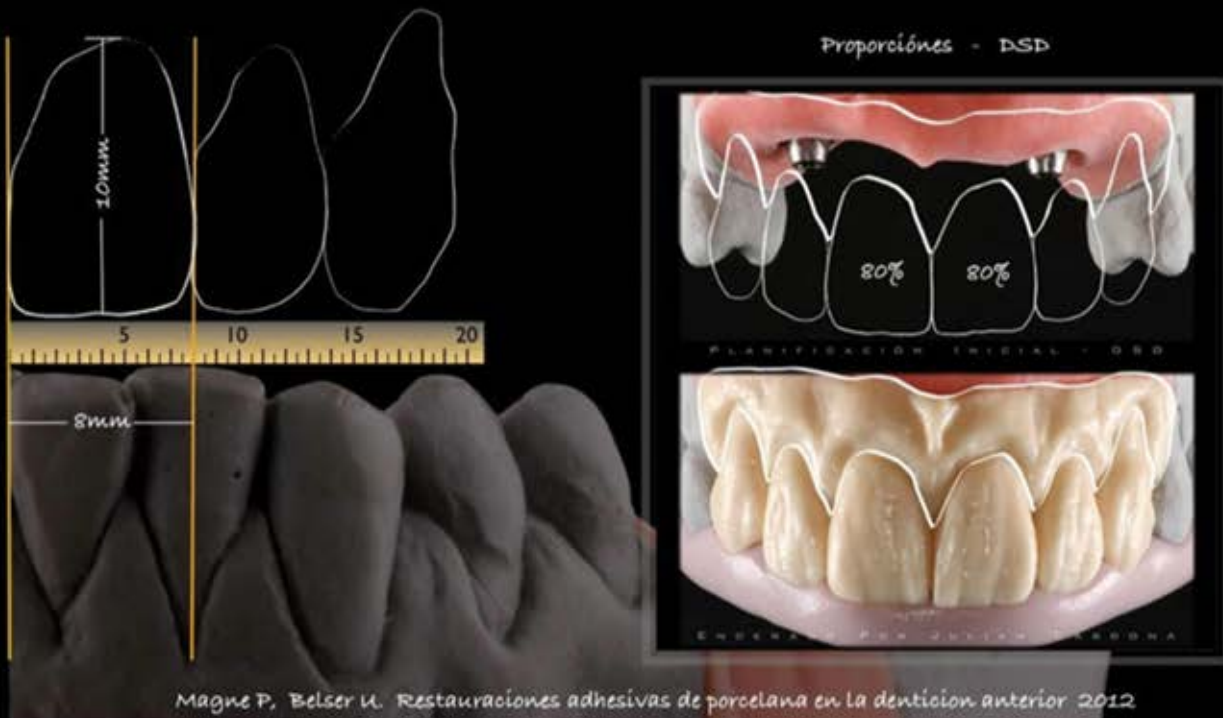 Proporciónes - DSD
10mm
80% 80%
5 10 15 20
PLANIFICACIÓN INICIAL - DSD
8mm
ENCERADO POR JULIAN CARDONA
Magne P, Belser U. Restauraciones adhesivas de porcelana en la denticion anterior 2012